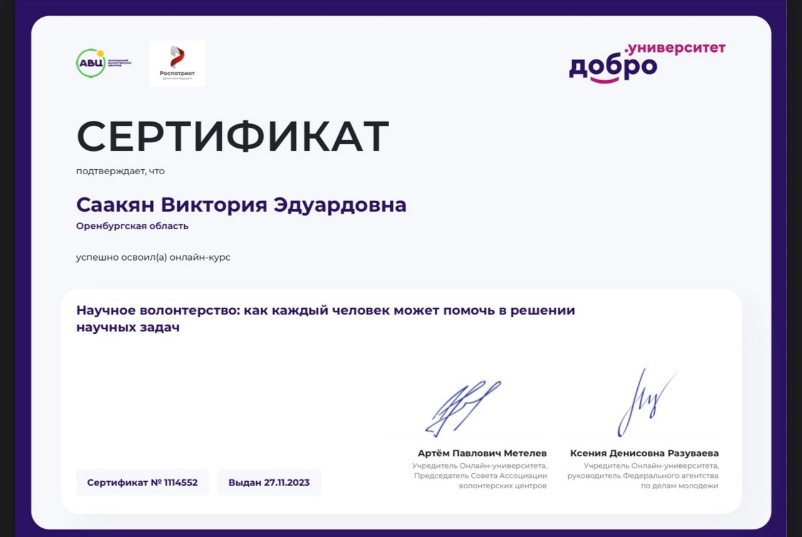 АВЦ
Роспатриот
.университет
добро
СЕРТИФИКАТ
подтверждает, что
Саакян Виктория Эдуардовна
Оренбургская область
успешно освоил(а) онлайн-курс
Научное волонтерство: как каждый человек может помочь в решении
научных задач
Артём Павлович Метелев
Учредитель Онлайн-университета,
Председатель Совета Ассоциации
волонтерских центров
Ксения Денисовна Разуваева
Учредитель Онлайн-университета,
руководитель Федерального агентства
по делам молодежи
Сертификат № 1114552
Выдан 27.11.2023